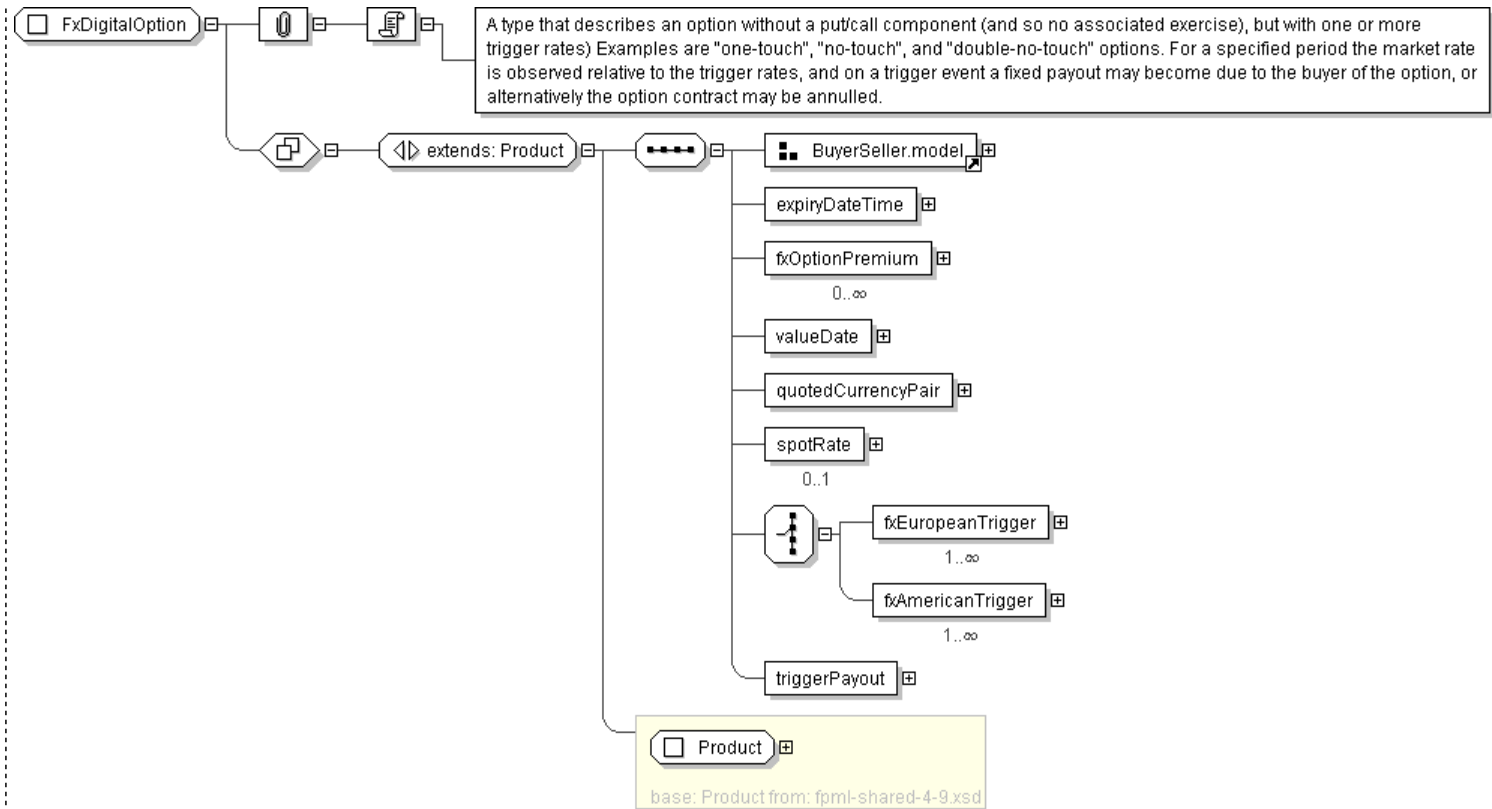 FxDigitalOption
A type that describes an option without a put/call component (and so no associated exercise), but with one or more
trigger rates) Examples are "one-touch", "no-touch", and "double-no-touch" options. For a specified period the market rate
is observed relative to the trigger rates, and on a trigger event a fixed payout may become due to the buyer of the option, or
alternatively the option contract may be annulled.
extends: Product
BuyerSeller.model
expiryDateTime
fxOptionPremium
0..∞
valueDate
quotedCurrencyPair
spotRate
0..1
fxEuropeanTrigger
1..∞
fxAmericanTrigger
1..∞
triggerPayout
Product
base: Product from: fpml-shared-4-9.xsd